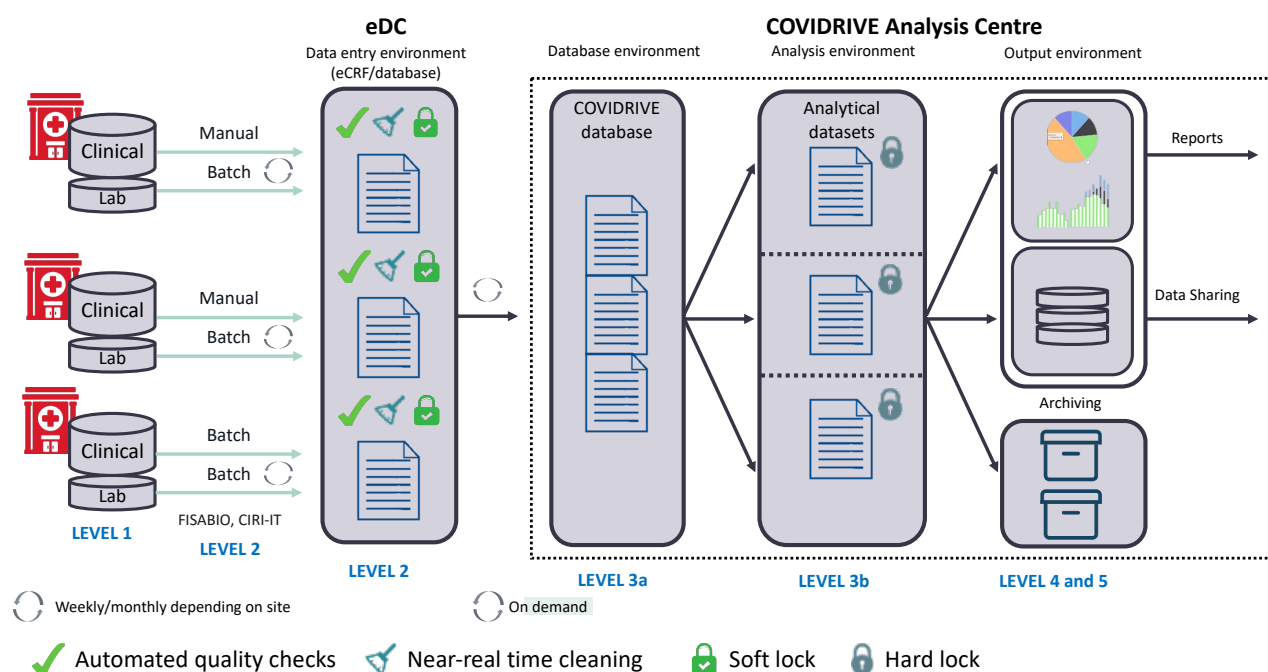 eDC
COVIDRIVE Analysis Centre
Data entry environment
(eCRF/database)
Database environment
Analysis environment
Output environment
COVIDRIVE
database
Analytical
datasets
Clinical
Lab
Manual
Batch
Reports
Clinical
Lab
Manual
Batch
Data Sharing
Clinical
Lab
Batch
Batch
Archiving
FISABIO, CIRI-IT
LEVEL 1
LEVEL 2
LEVEL 2
LEVEL 3a
LEVEL 3b
LEVEL 4 and 5
Weekly/monthly depending on site
On demand
Automated quality checks
Near-real time cleaning
Soft lock
Hard lock